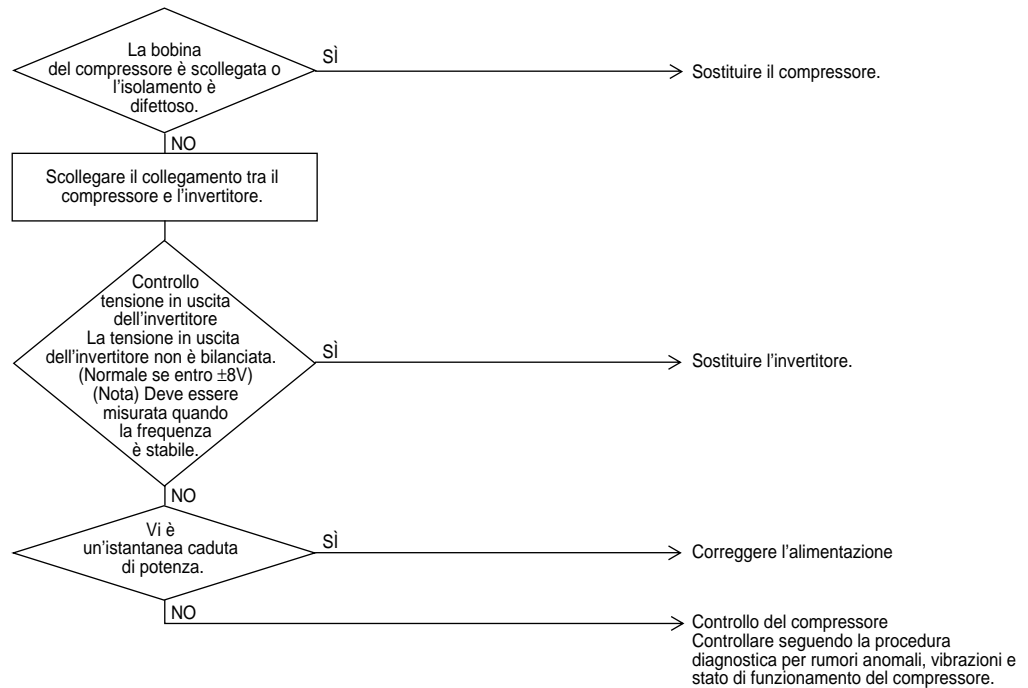 La bobina
del compressore è scollegata o
l'isolamento è
difettoso.
SÌ
Sostituire il compressore.
NO
Scollegare il collegamento tra il
compressore e l'invertitore.
Controllo
tensione in uscita
dell'invertitore
La tensione in uscita
dell'invertitore non è bilanciata.
(Normale se entro ±8V)
(Nota) Deve essere
misurata quando
la frequenza
è stabile.
SÌ
Sostituire l'invertitore.
NO
Vi è
un'istantanea caduta
di potenza.
SÌ
Correggere l'alimentazione
NO
Controllo del compressore
Controllare seguendo la procedura
diagnostica per rumori anomali, vibrazioni e
stato di funzionamento del compressore.